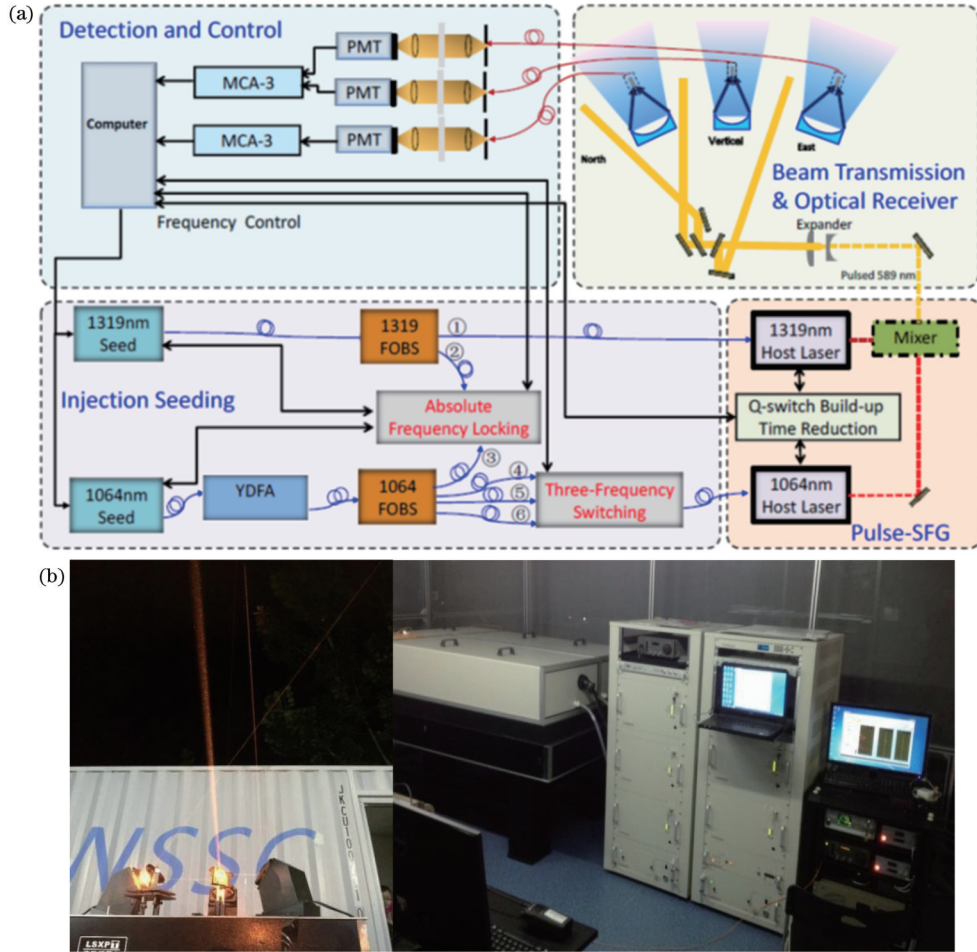 (a)
Detection and Control
PMT
MCA-3
PMT
Computer
MCA-3
PMT
Frequency Control
North
Vertical
East
Beam Transmission
& Optical Receiver
Expander
Pulsed 589 nm
1319nm
Seed
1319
FOBS
①
②
Injection Seeding
Absolute
Frequency Locking
③
1064nm
Seed
YDFA
1064
FOBS
④
⑤
⑥
Three-Frequency
Switching
1319nm
Host Laser
Mixer
Q-switch Build-up
Time Reduction
1064nm
Host Laser
Pulse-SFG
(b)
NSSC
JKCU100
LSXPT